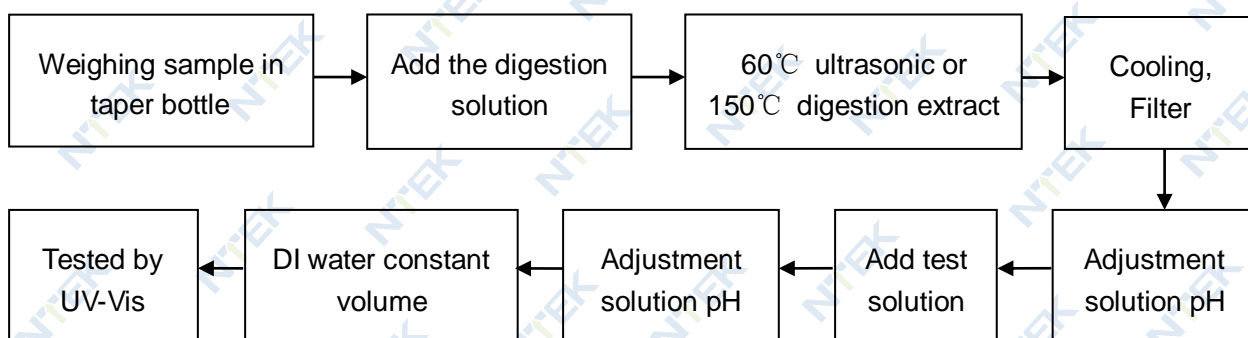 Weighing sample in
taper bottle
Add the digestion
solution
60℃ ultrasonic or
150℃ digestion extract
Cooling,
Filter
Adjustment
solution pH
Add test
solution
Adjustment
solution pH
DI water constant
volume
Tested by
UV-Vis
NTEK